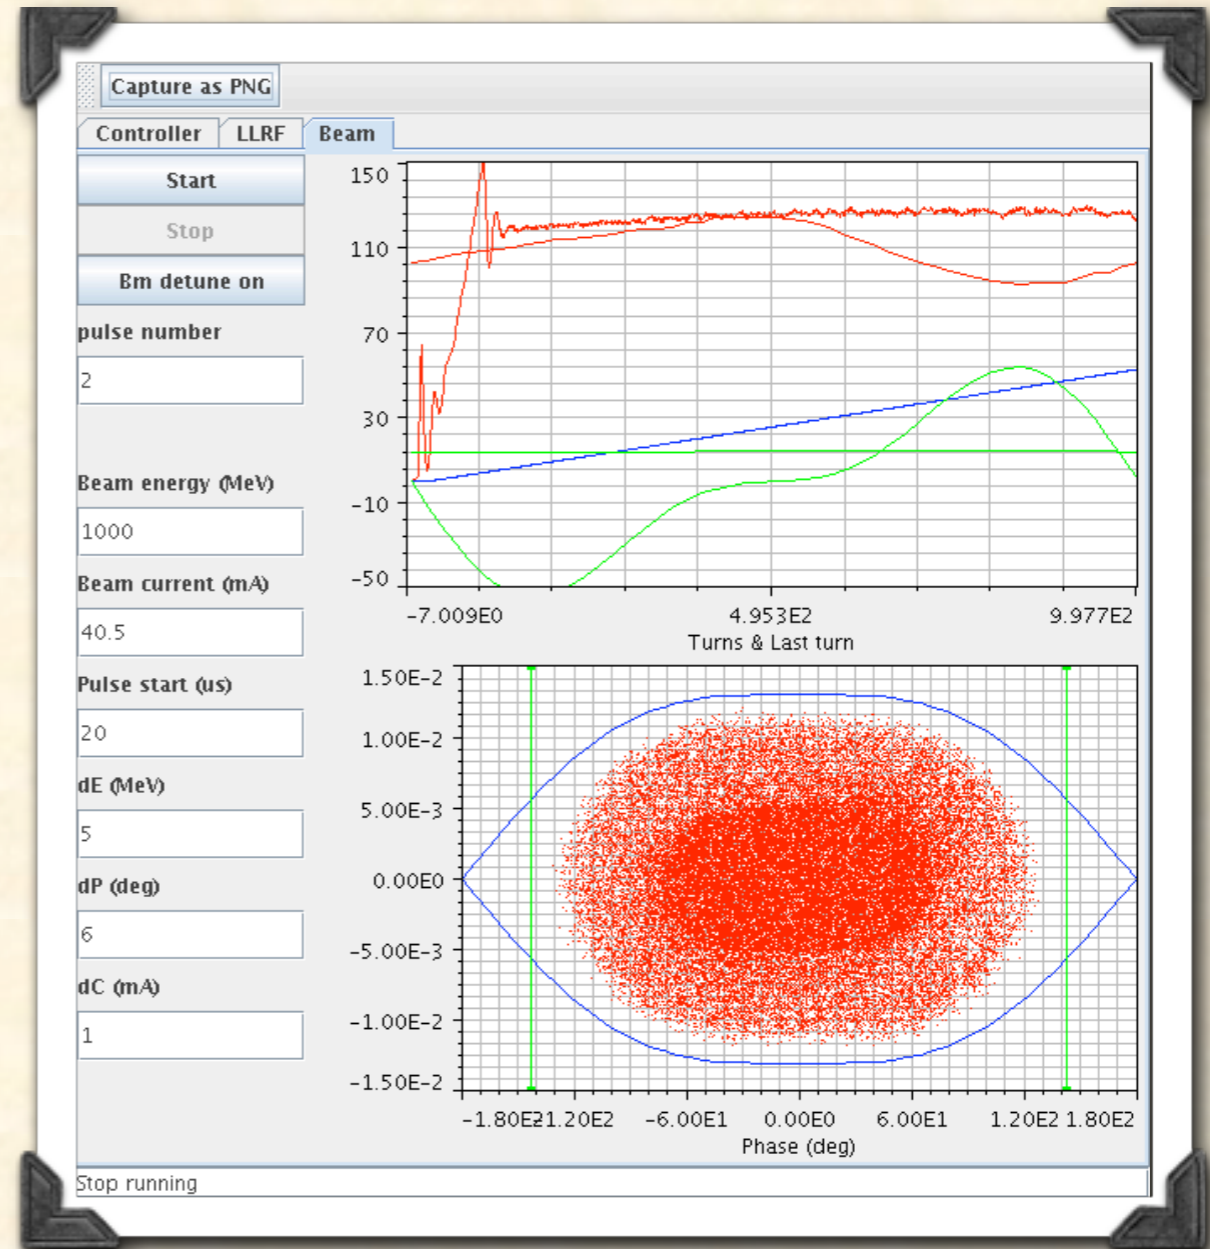 Capture as PNG
Controller LLRF Beam
Start
Stop
Bm detune on
pulse number
2
Beam energy (MeV)
1000
Beam current (mA)
40.5
Pulse start (us)
20
dE (MeV)
5
dP (deg)
6
dC (mA)
1
150
110
70
30
-10
-50
-7.009E0 4.953E2 9.977E2
Turns & Last turn
1.50E-2
1.00E-2
5.00E-3
0.00E0
-5.00E-3
-1.00E-2
-1.50E-2
-1.80E2 -1.20E2 -6.00E1 0.00E0 6.00E1 1.20E2 1.80E2
Phase (deg)
Stop running